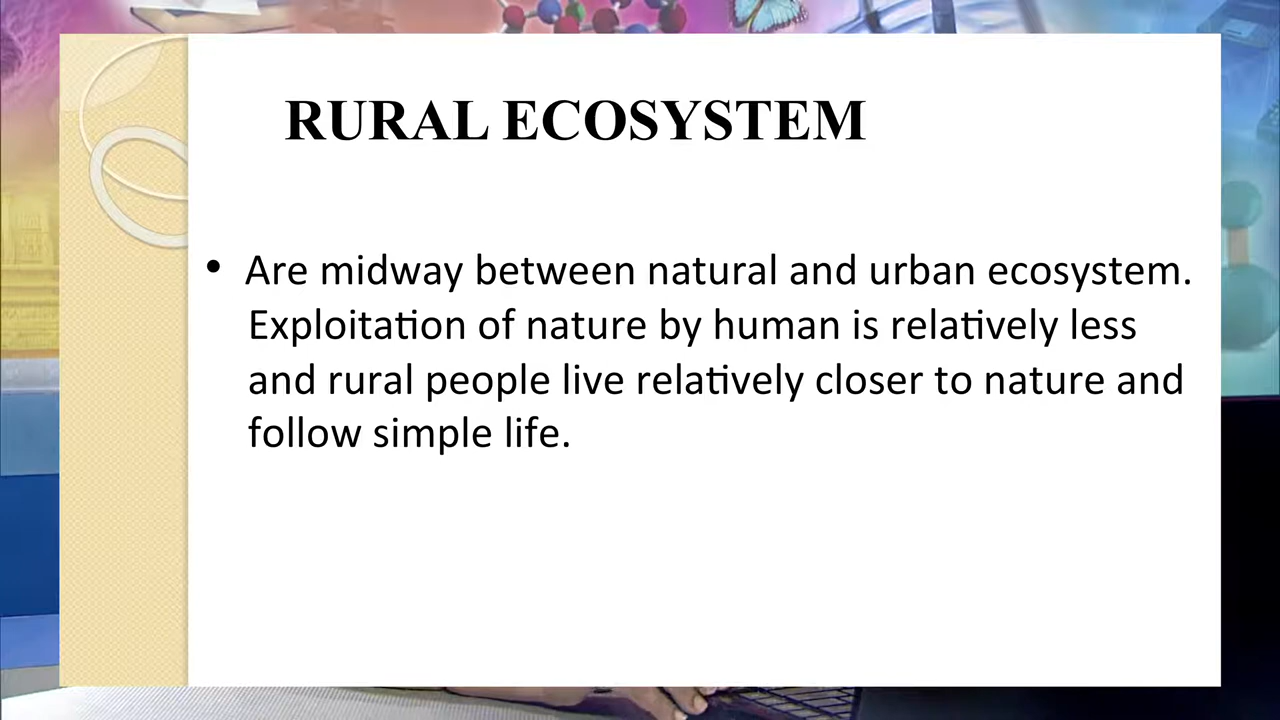 RURAL ECOSYSTEM
• Are midway between natural and urban ecosystem.
Exploitation of nature by human is relatively less
and rural people live relatively closer to nature and
follow simple life.